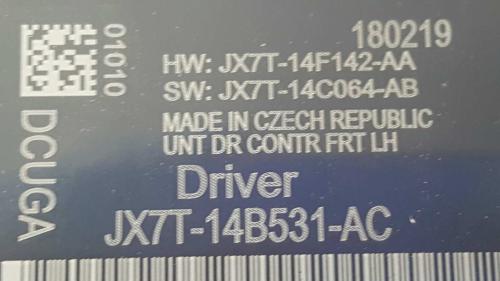 180219
01010
HW: JX7T-14F142-AA
SW: JX7T-14C064-AB
MADE IN CZECH REPUBLIC
UNT DR CONTR FRT LH
DCUGA
Driver
JX7T-14B531-AC